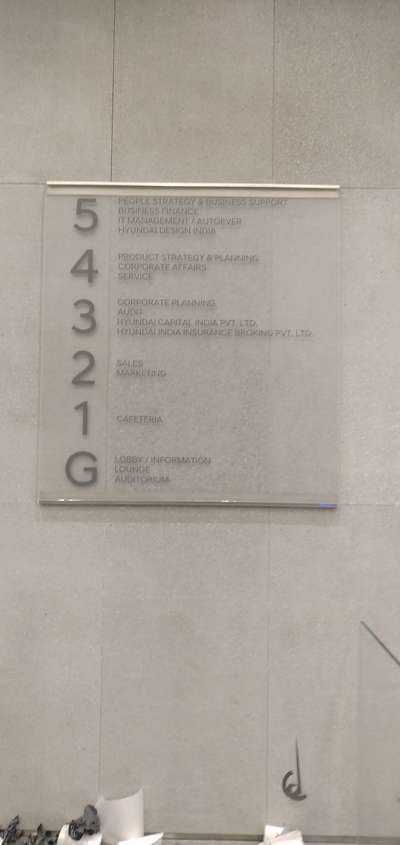 5
PEOPLE STRATEGY & BUSINESS SUPPORT
BUSINESS FINANCE
IT MANAGEMENT / AUTOEVER
HYUNDAI DESIGN INDIA
4
PRODUCT STRATEGY & PLANNING
CORPORATE AFFAIRS
SERVICE
3
CORPORATE PLANNING
AUDIT
HYUNDAI CAPITAL INDIA PVT. LTD.
HYUNDAI INDIA INSURANCE BROKING PVT. LTD.
2
SALES
MARKETING
1
CAFETERIA
G
LOBBY / INFORMATION
LOUNGE
AUDITORIUM